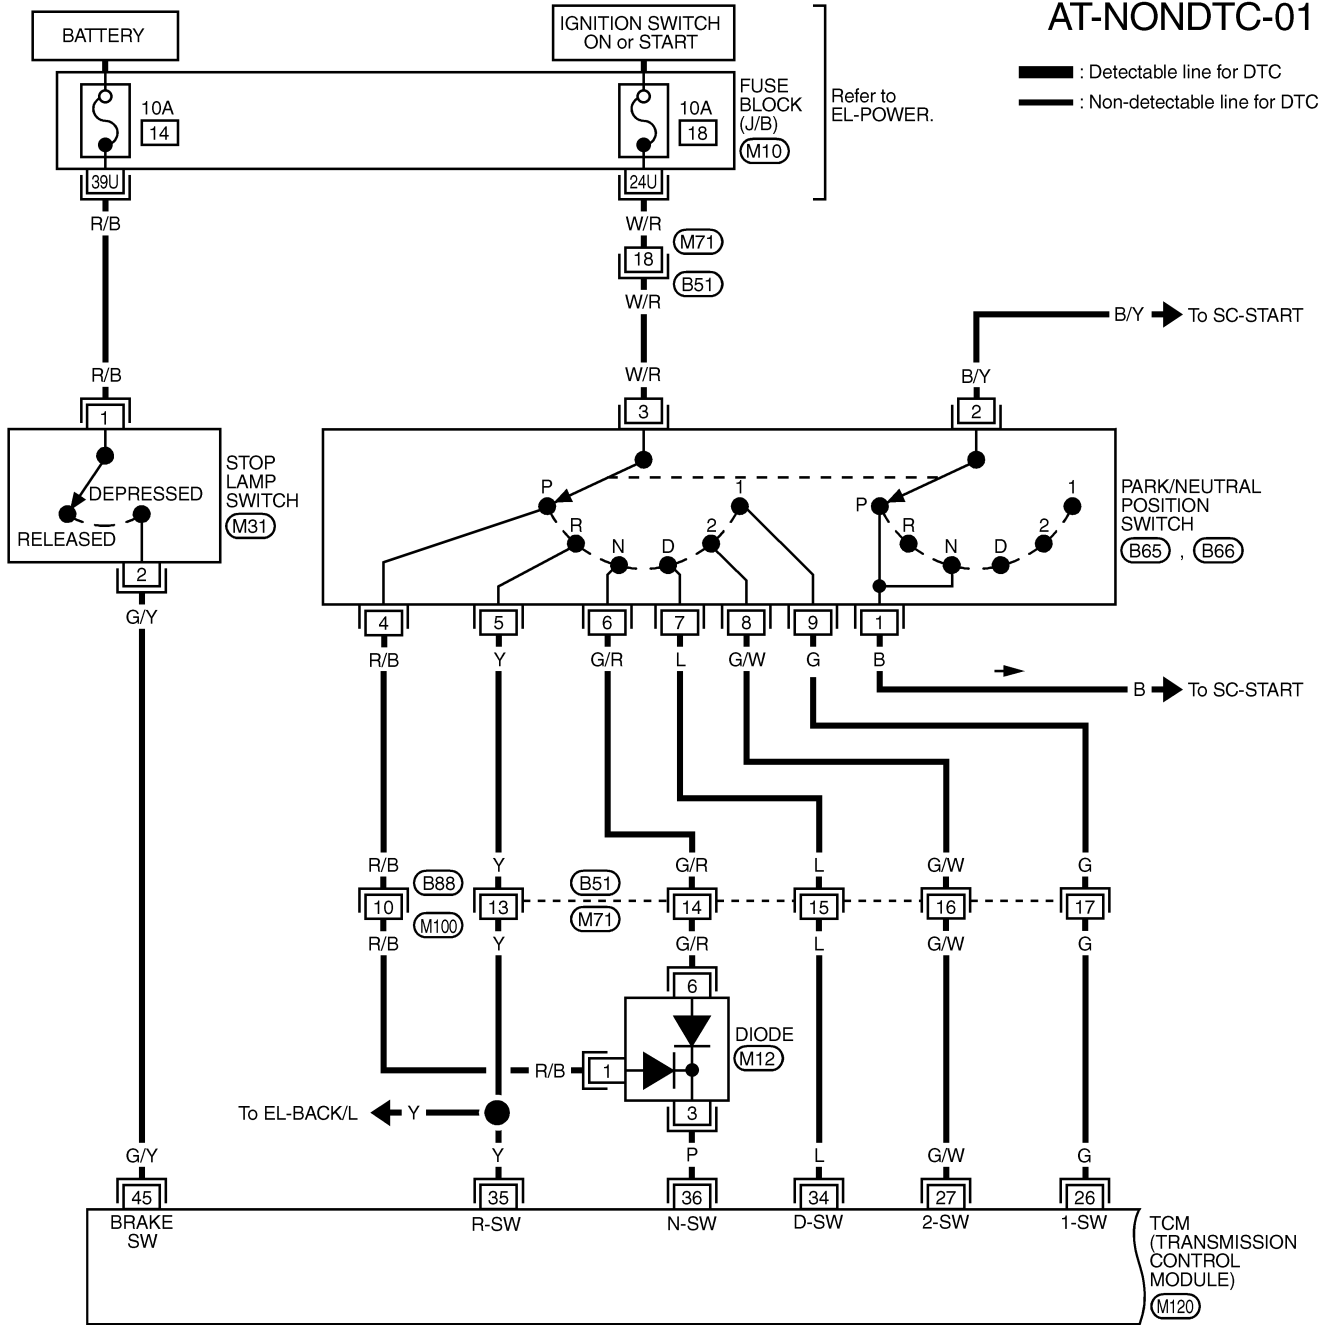 AT-NONDTC-01
BATTERY
IGNITION SWITCH
ON or START
: Detectable line for DTC
: Non-detectable line for DTC
10A
14
10A
18
FUSE
BLOCK
(J/B)
M10
Refer to
EL-POWER.
39U
24U
R/B
W/R
M71
18
B51
W/R
B/Y
To SC-START
R/B
W/R
B/Y
1
3
2
STOP
LAMP
SWITCH
M31
DEPRESSED
RELEASED
P
R
N
D
2
1
P
R
N
D
2
1
PARK/NEUTRAL
POSITION
SWITCH
B65 , B66
2
G/Y
4
5
6
7
8
9
1
R/B
Y
G/R
L
G/W
G
B
B
To SC-START
R/B
Y
G/R
L
G/W
G
B88
B51
10
13
14
15
16
17
M100
M71
R/B
Y
G/R
L
G/W
G
6
DIODE
M12
R/B
1
3
To EL-BACK/L
Y
G/Y
Y
P
L
G/W
G
45
35
36
34
27
26
BRAKE
SW
R-SW
N-SW
D-SW
2-SW
1-SW
TCM
(TRANSMISSION
CONTROL
MODULE)
M120